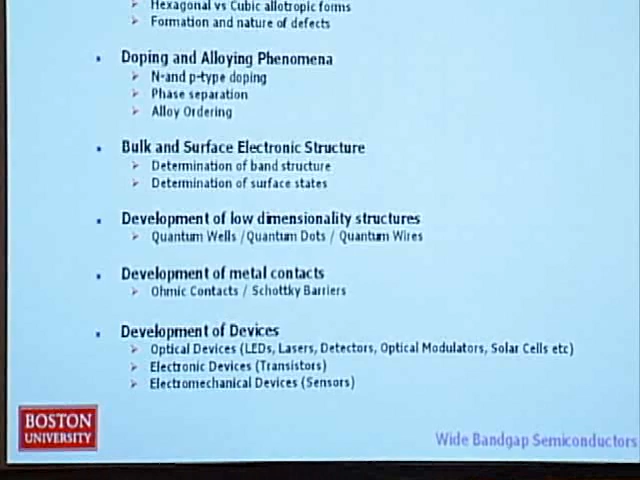 Hexagonal vs Cubic allotropic forms
Formation and nature of defects
Doping and Alloying Phenomena
N-and p-type doping
Phase separation
Alloy Ordering
Bulk and Surface Electronic Structure
Determination of band structure
Determination of surface states
Development of low dimensionality structures
Quantum Wells /Quantum Dots / Quantum Wires
Development of metal contacts
Ohmic Contacts / Schottky Barriers
Development of Devices
Optical Devices (LEDs, Lasers, Detectors, Optical Modulators, Solar Cells etc)
Electronic Devices (Transistors)
Electromechanical Devices (Sensors)
BOSTON
UNIVERSITY
Wide Bandgap Semiconductors